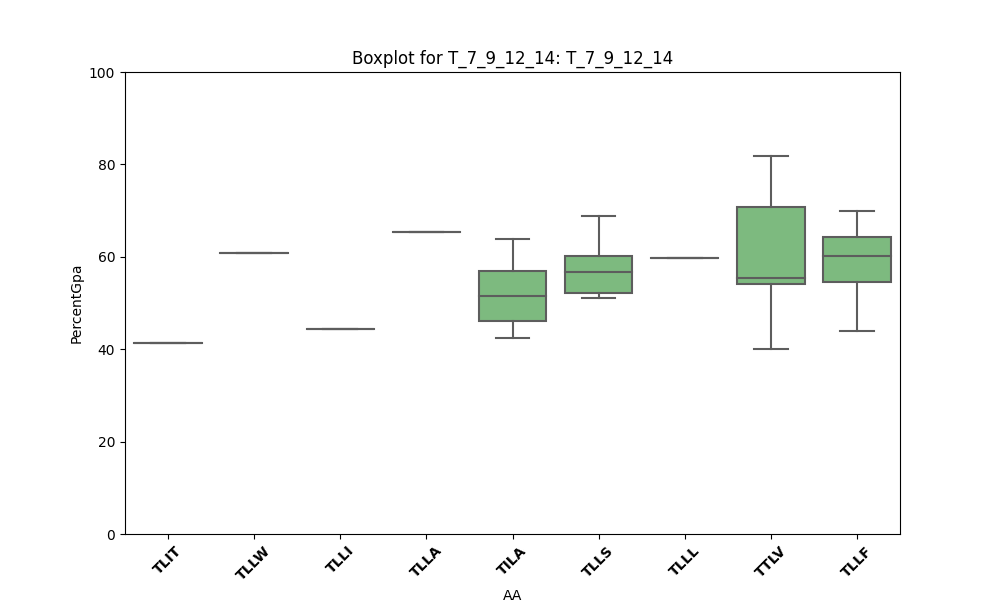 Boxplot for T_7_9_12_14: T_7_9_12_14
100
80
60
40
20
0
PercentGpa
TLIT
TLLW
TLLI
TLLA
TILA
TLLS
TLLL
TTLV
TLLF
AA